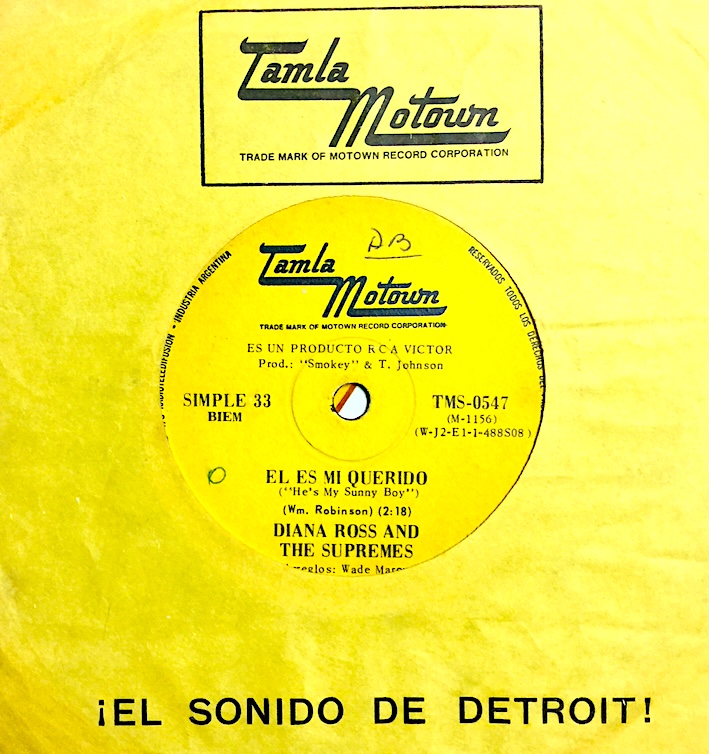 Tamla
Motown
TRADE MARK OF MOTOWN RECORD CORPORATION
DB
Tamla
Motown
TRADE MARK OF MOTOWN RECORD CORPORATION
INDUSTRIA ARGENTINA
RESERVADOS TODOS LOS DERECHOS DEL
ES UN PRODUCTO RCA VICTOR
Prod.: "Smokey" & T. Johnson
SIMPLE 33
BIEM
TMS-0547
(M-1156)
(W-J2-E1-1-488S08)
EL ES MI QUERIDO
("He's My Sunny Boy")
(Wm. Robinson) (2:18)
DIANA ROSS AND
THE SUPREMES
Wade
¡EL SONIDO DE DETROIT!